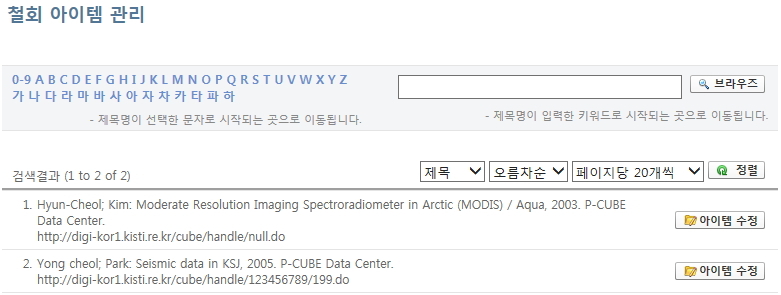 철회 아이템 관리
0-9 A B C D E F G H I J K L M N O P Q R S T U V W X Y Z
가 나 다 라 마 바 사 아 자 차 카 타 파 하
브라우즈
- 제목명이 선택한 문자로 시작되는 곳으로 이동됩니다.
- 제목명이 입력한 키워드로 시작되는 곳으로 이동됩니다.
검색결과 (1 to 2 of 2)
제목 오름차순 페이지당 20개씩 정렬
1. Hyun-Cheol; Kim: Moderate Resolution Imaging Spectroradiometer in Arctic (MODIS) / Aqua, 2003. P-CUBE
Data Center.
http://digi-kor1.kisti.re.kr/cube/handle/null.do
아이템 수정
2. Yong cheol; Park: Seismic data in KSJ, 2005. P-CUBE Data Center.
http://digi-kor1.kisti.re.kr/cube/handle/123456789/199.do
아이템 수정